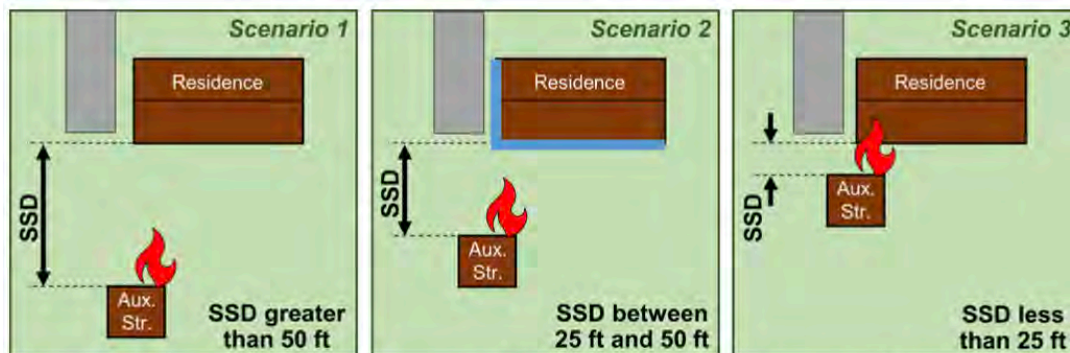 Scenario 1
Residence
SSD
Aux.
Str.
SSD greater
than 50 ft
Scenario 2
Residence
SSD
Aux.
Str.
SSD between
25 ft and 50 ft
Scenario 3
Residence
SSD
Aux.
Str.
SSD less
than 25 ft